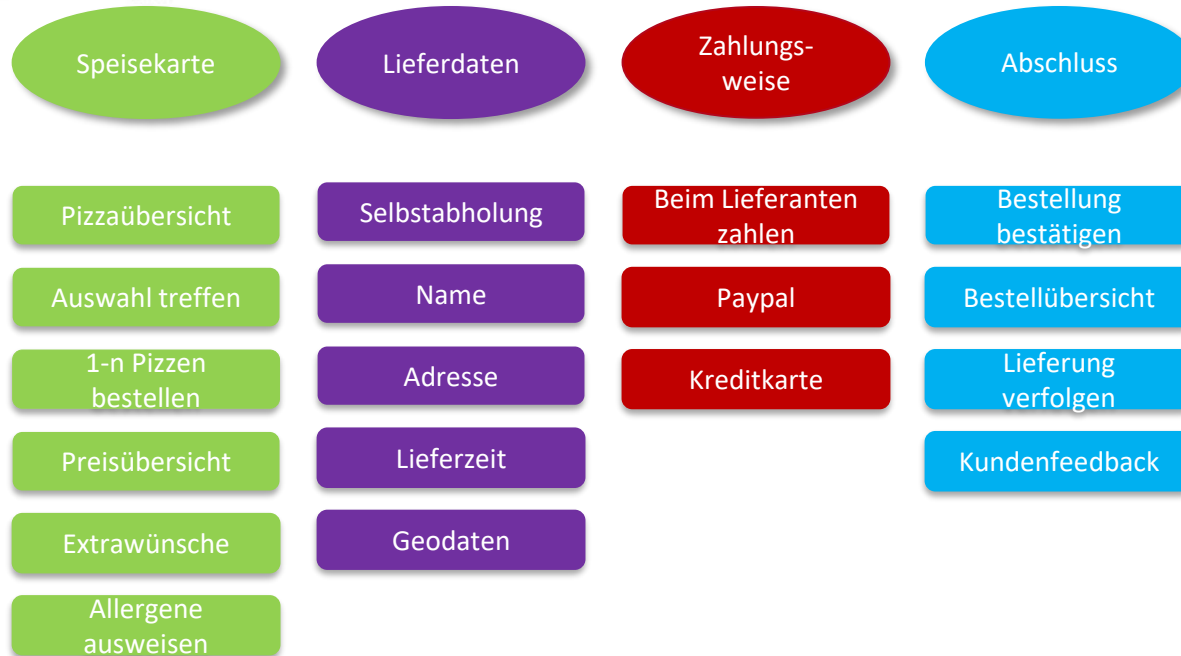 Speisekarte
Lieferdaten
Zahlungs-
weise
Abschluss
Pizzaübersicht
Auswahl treffen
1-n Pizzen
bestellen
Preisübersicht
Extrawünsche
Allergene
ausweisen
Selbstabholung
Name
Adresse
Lieferzeit
Geodaten
Beim Lieferanten
zahlen
Paypal
Kreditkarte
Bestellung
bestätigen
Bestellübersicht
Lieferung
verfolgen
Kundenfeedback